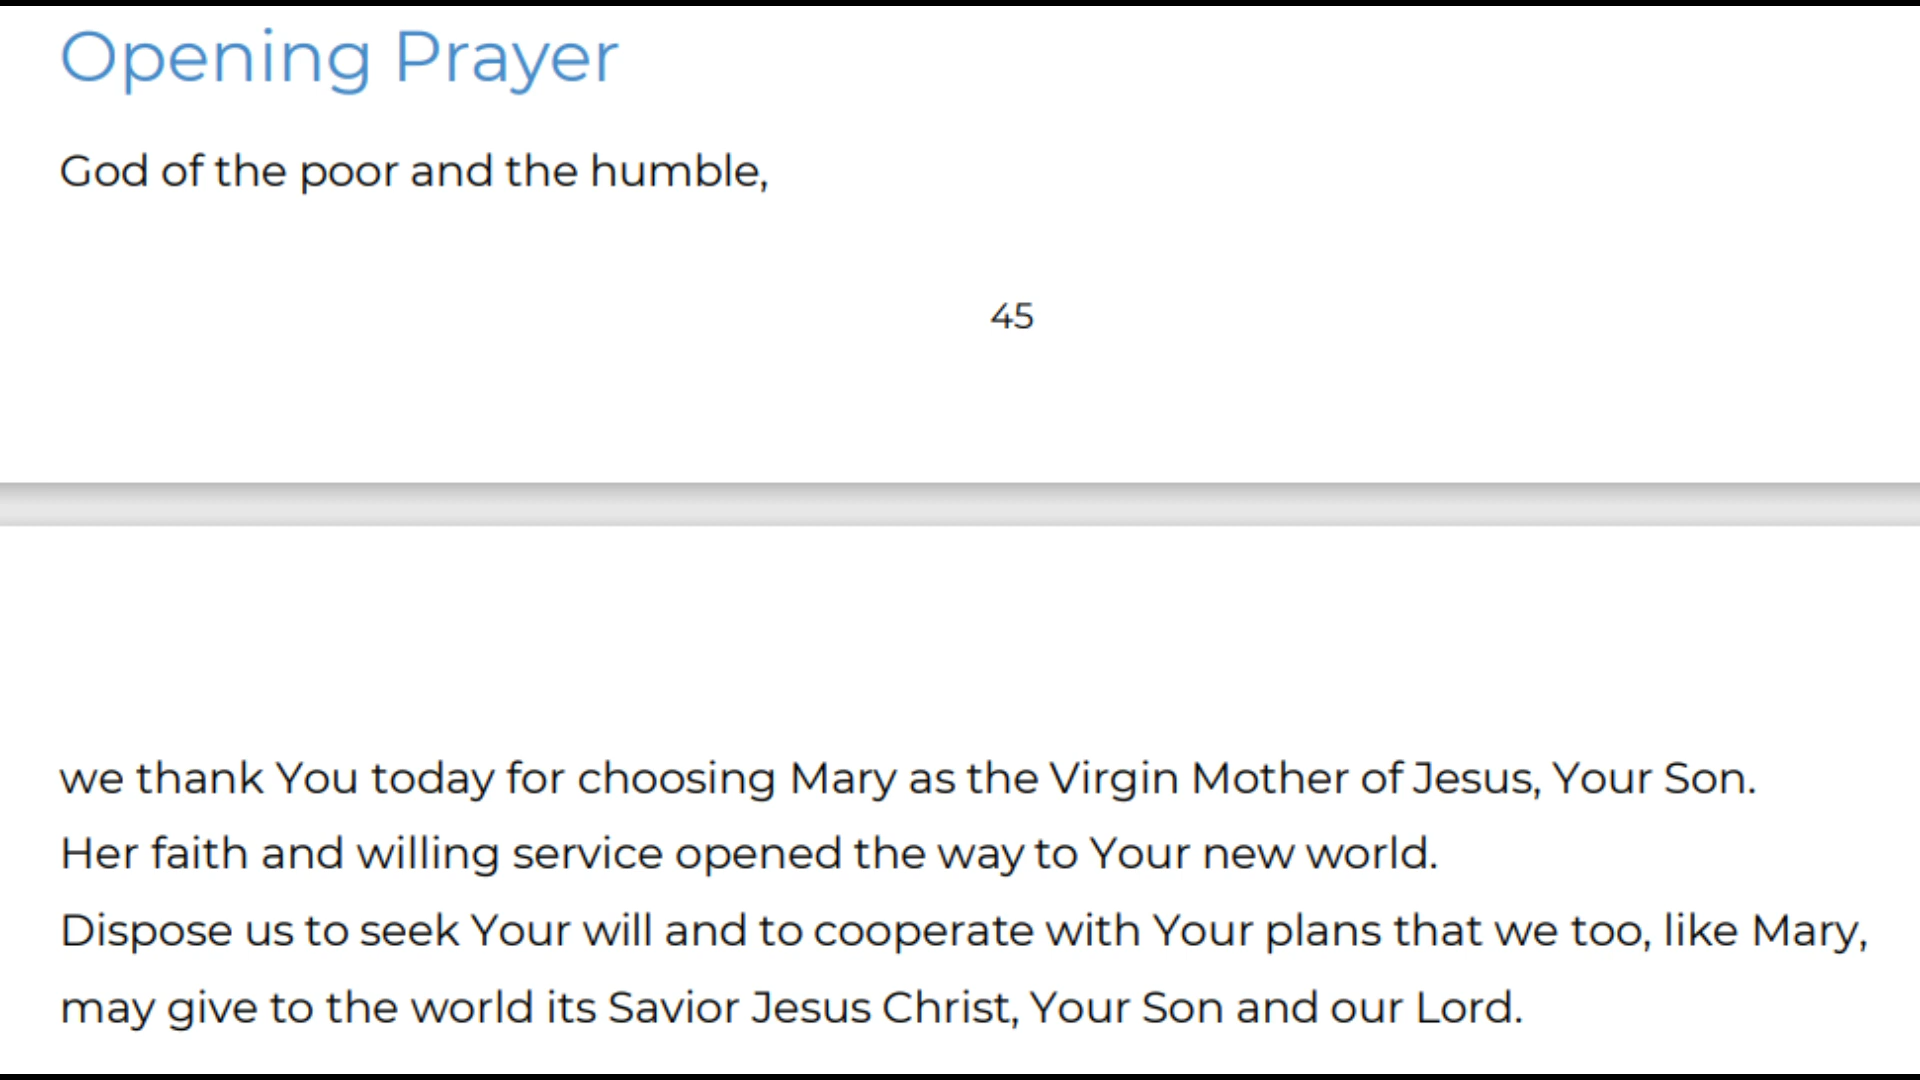 Opening Prayer
God of the poor and the humble,
45
we thank You today for choosing Mary as the Virgin Mother of Jesus, Your Son.
Her faith and willing service opened the way to Your new world.
Dispose us to seek Your will and to cooperate with Your plans that we too, like Mary,
may give to the world its Savior Jesus Christ, Your Son and our Lord.